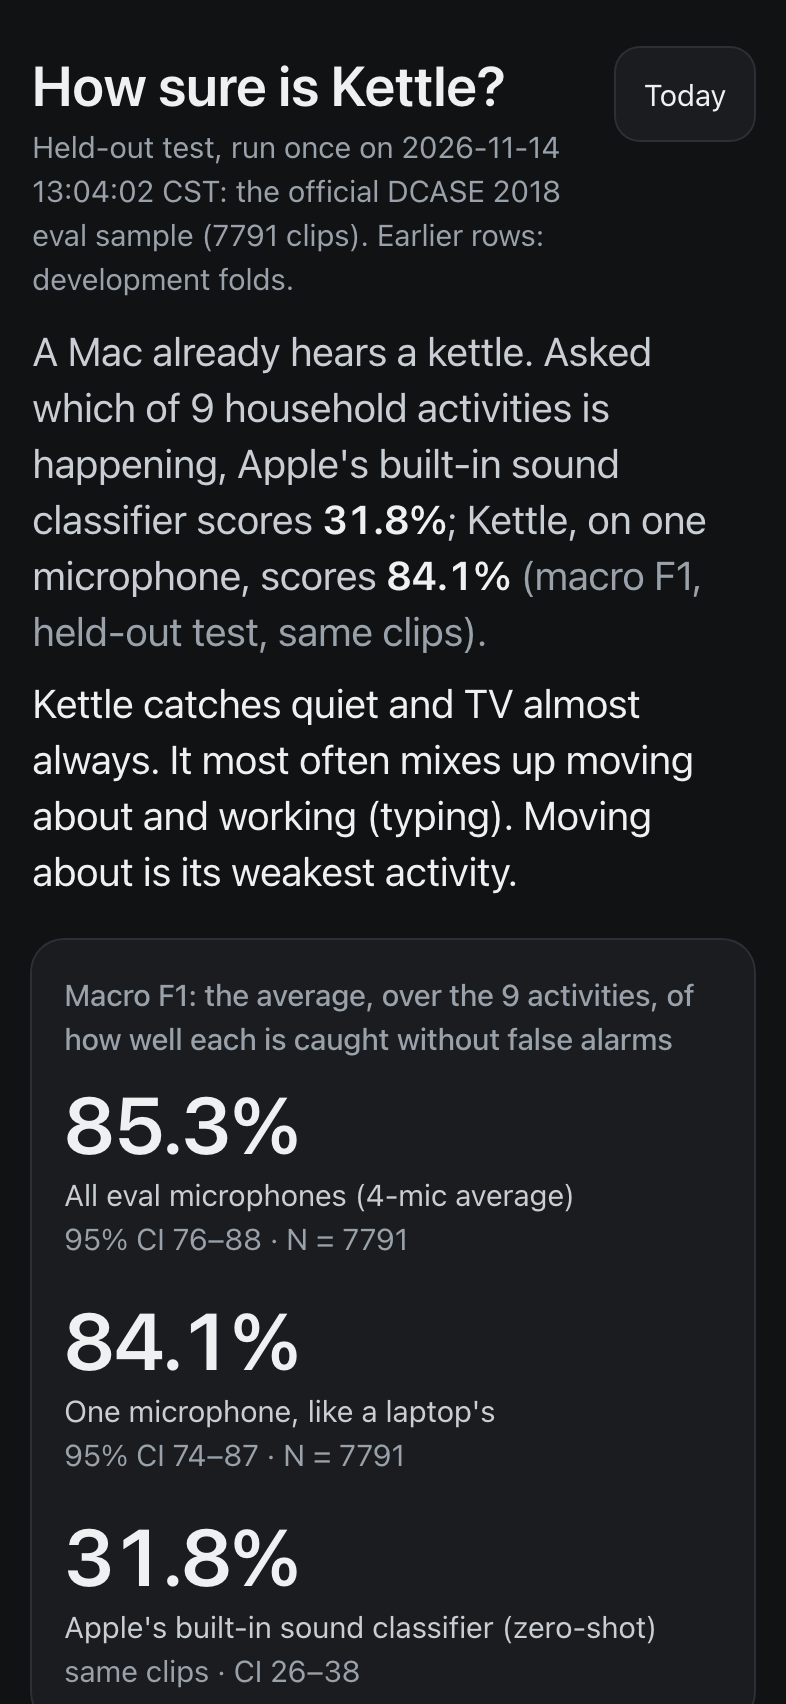 How sure is Kettle?
Today
Held-out test, run once on 2026-11-14
13:04:02 CST: the official DCASE 2018
eval sample (7791 clips). Earlier rows:
development folds.
A Mac already hears a kettle. Asked
which of 9 household activities is
happening, Apple's built-in sound
classifier scores 31.8%; Kettle, on one
microphone, scores 84.1% (macro F1,
held-out test, same clips).
Kettle catches quiet and TV almost
always. It most often mixes up moving
about and working (typing). Moving
about is its weakest activity.
Macro F1: the average, over the 9 activities, of
how well each is caught without false alarms
85.3%
All eval microphones (4-mic average)
95% CI 76–88 · N = 7791
84.1%
One microphone, like a laptop's
95% CI 74–87 · N = 7791
31.8%
Apple's built-in sound classifier (zero-shot)
same clips · CI 26–38